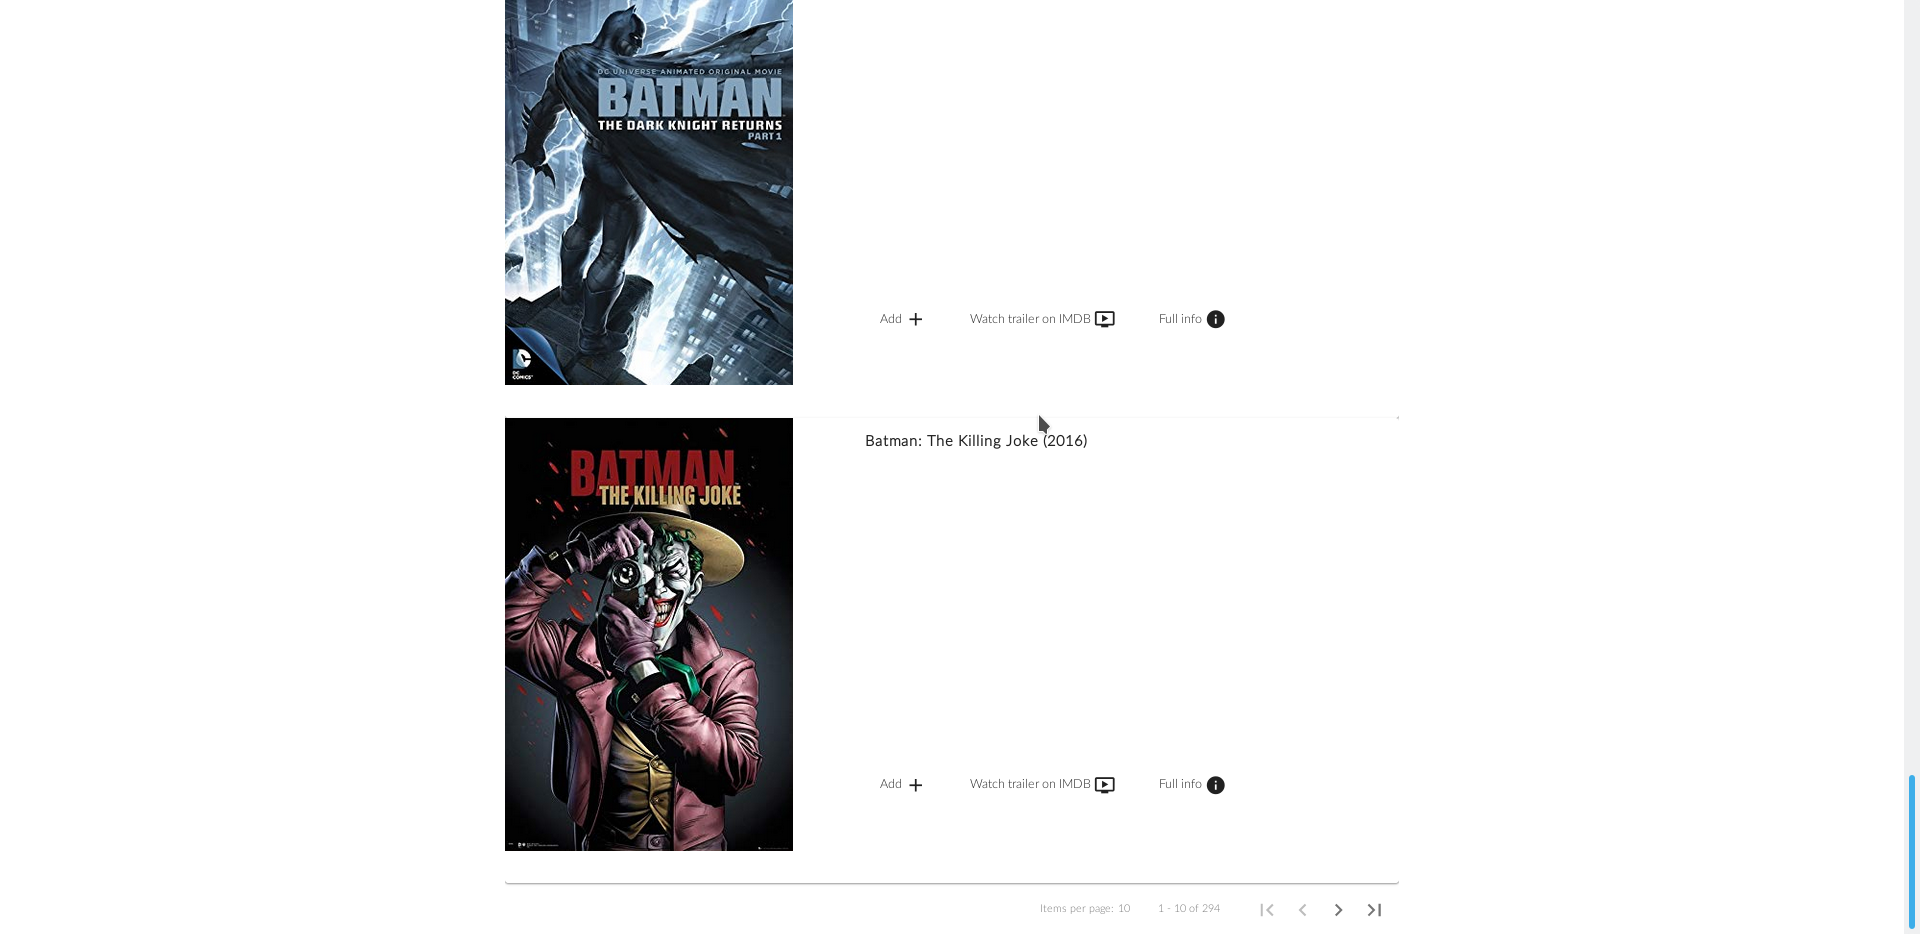 DC UNIVERSE ANIMATED ORIGINAL MOVIE
BATMAN
THE DARK KNIGHT RETURNS
PART 1
DC
COMICS
Add
Watch trailer on IMDB
Full info
BATMAN
THE KILLING JOKE
Batman: The Killing Joke (2016)
Add
Watch trailer on IMDB
Full info
Items per page: 10
1 - 10 of 294